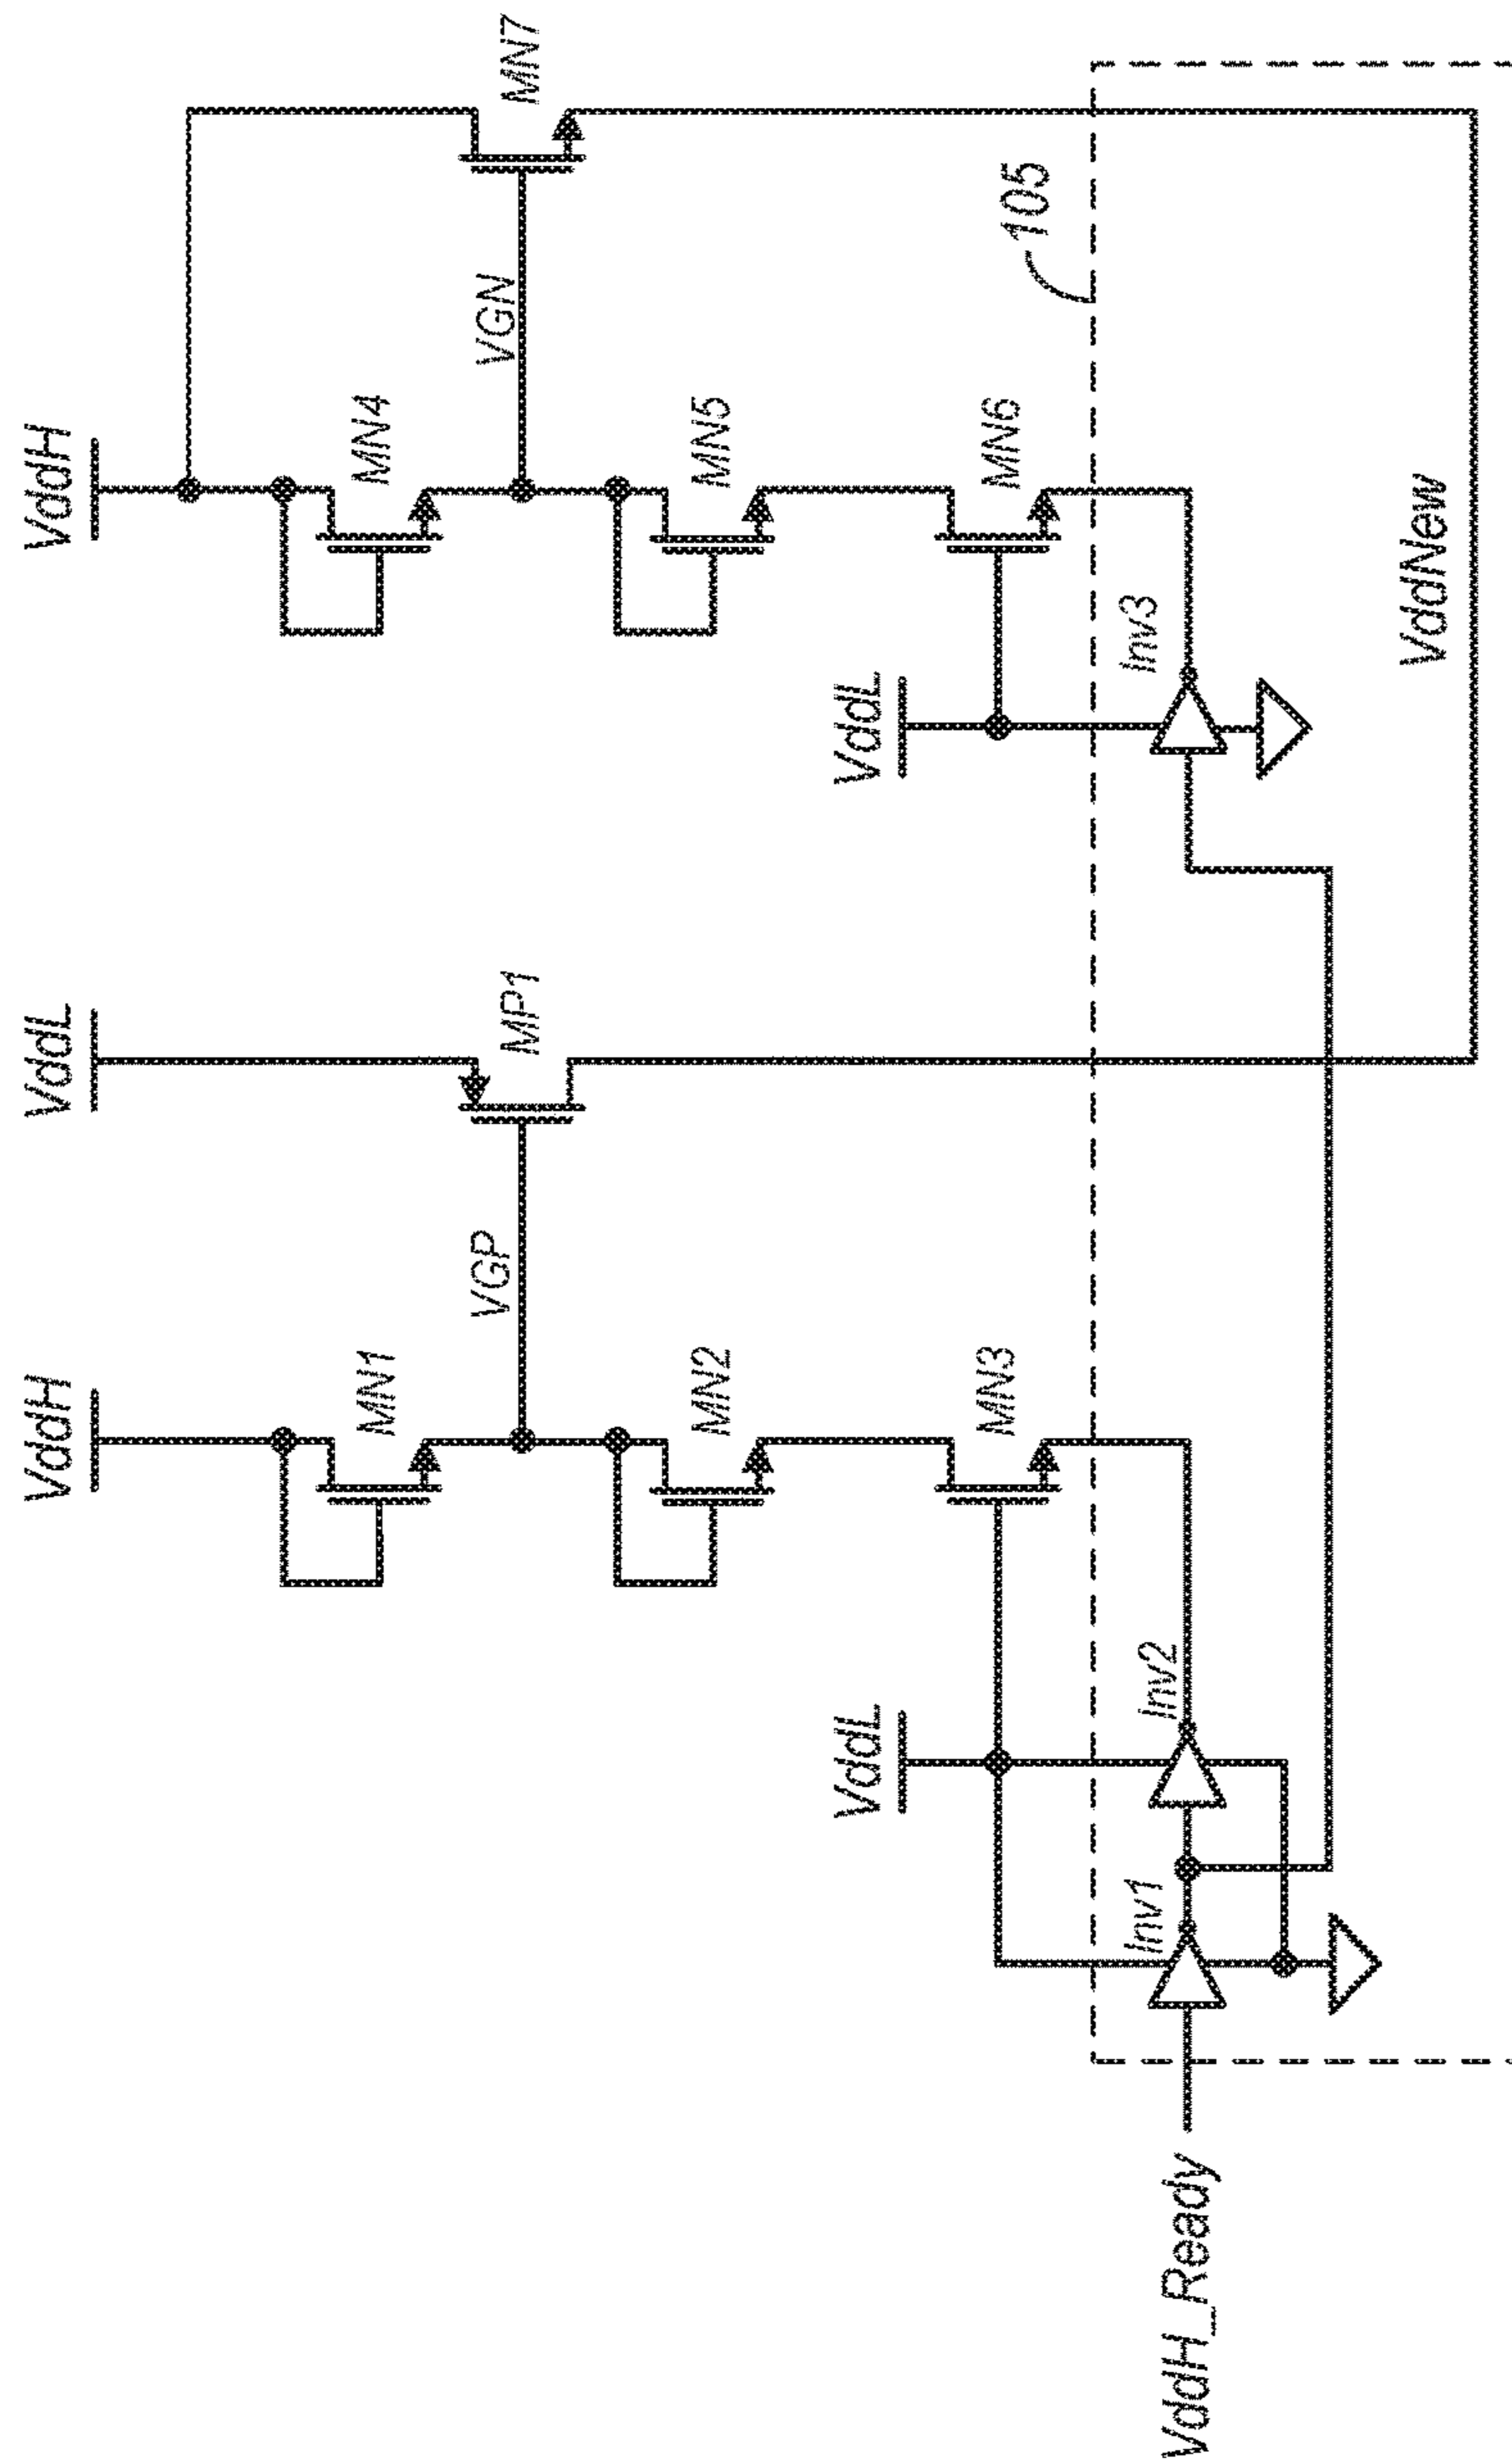 VddH
VddL
VddH
MN1
MP1
MN4
MN7
VGP
VGN
MN2
MN5
VddL
VddL
MN3
MN6
105
Inv1
Inv2
Inv3
VddH_Ready
VddNew